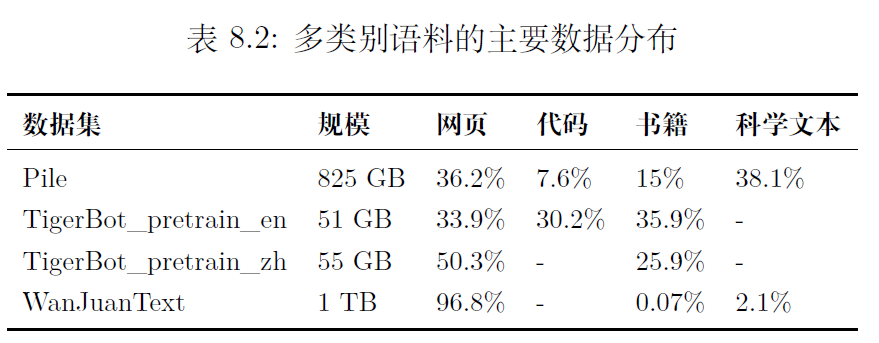 表 8.2: 多类别语料的主要数据分布
数据集 规模 网页 代码 书籍 科学文本
Pile 825 GB 36.2% 7.6% 15% 38.1%
TigerBot_pretrain_en 51 GB 33.9% 30.2% 35.9% -
TigerBot_pretrain_zh 55 GB 50.3% - 25.9% -
WanJuanText 1 TB 96.8% - 0.07% 2.1%